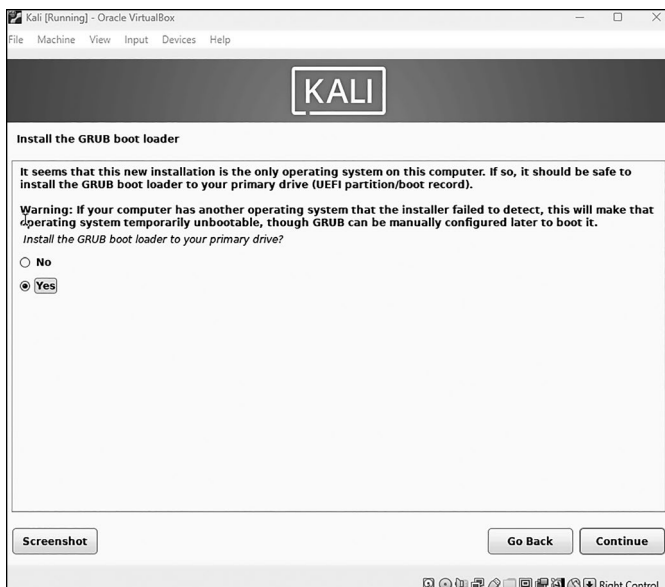 Kali [Running] - Oracle VirtualBox
File Machine View Input Devices Help
KALI
Install the GRUB boot loader
It seems that this new installation is the only operating system on this computer. If so, it should be safe to
install the GRUB boot loader to your primary drive (UEFI partition/boot record).
Warning: If your computer has another operating system that the installer failed to detect, this will make that
operating system temporarily unbootable, though GRUB can be manually configured later to boot it.
Install the GRUB boot loader to your primary drive?
No
Yes
Screenshot Go Back Continue
Right Control